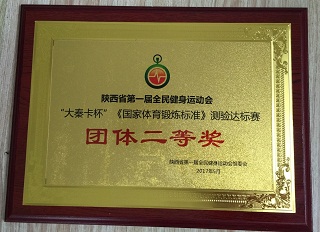 陕西省第一届全民健身运动会
“大秦卡杯”《国家体育锻炼标准》测验达标赛
团体二等奖
陕西省第一届全民健身运动会组委会
2017年5月